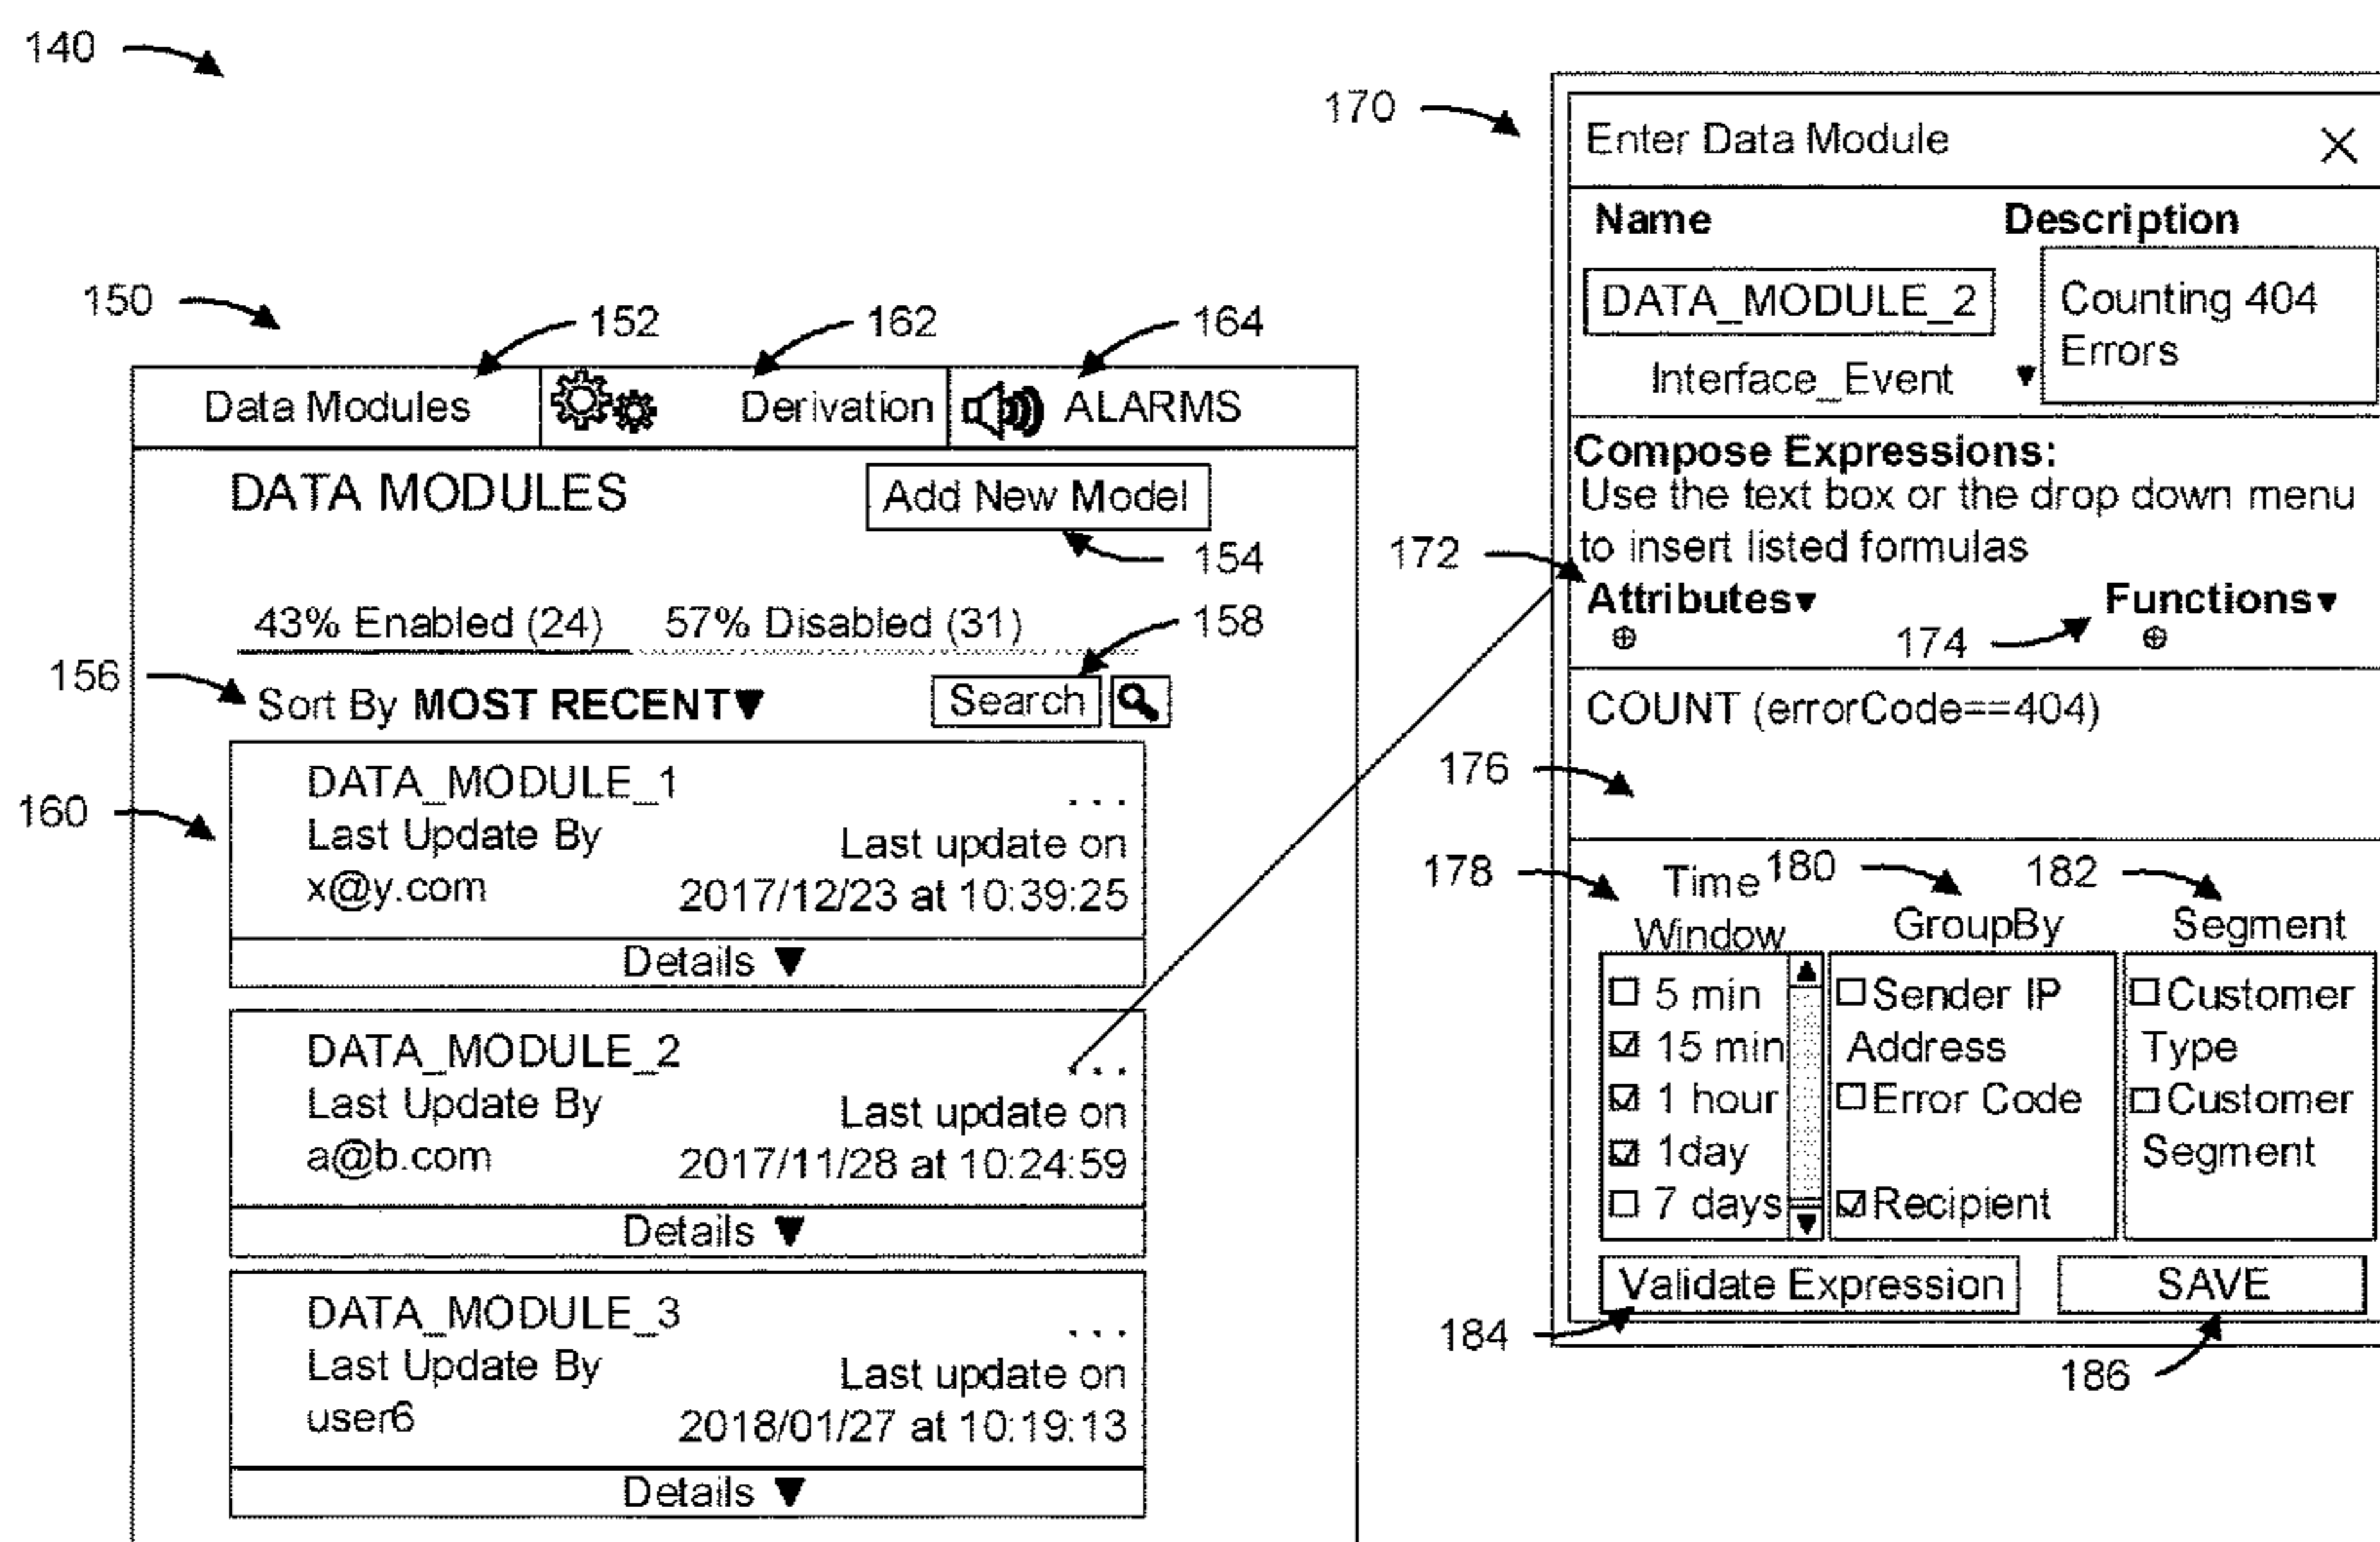 140
150
152
162
164
Data Modules
Derivation
ALARMS
DATA MODULES
Add New Model
154
43% Enabled (24)
57% Disabled (31)
158
156
Sort By MOST RECENT▼
Search
160
DATA_MODULE_1
...
Last Update By
x@y.com
Last update on
2017/12/23 at 10:39:25
Details ▼
DATA_MODULE_2
...
Last Update By
a@b.com
Last update on
2017/11/28 at 10:24:59
Details ▼
DATA_MODULE_3
...
Last Update By
user6
Last update on
2018/01/27 at 10:19:13
Details ▼
170
Enter Data Module
Name
Description
DATA_MODULE_2
Interface_Event ▼
Counting 404
Errors
Compose Expressions:
Use the text box or the drop down menu
to insert listed formulas
172
Attributes▼
174
Functions▼
COUNT (errorCode==404)
176
178
Time
Window
180
GroupBy
182
Segment
5 min
15 min
1 hour
1day
7 days
Sender IP
Address
Error Code
Recipient
Customer
Type
Customer
Segment
Validate Expression
SAVE
184
186